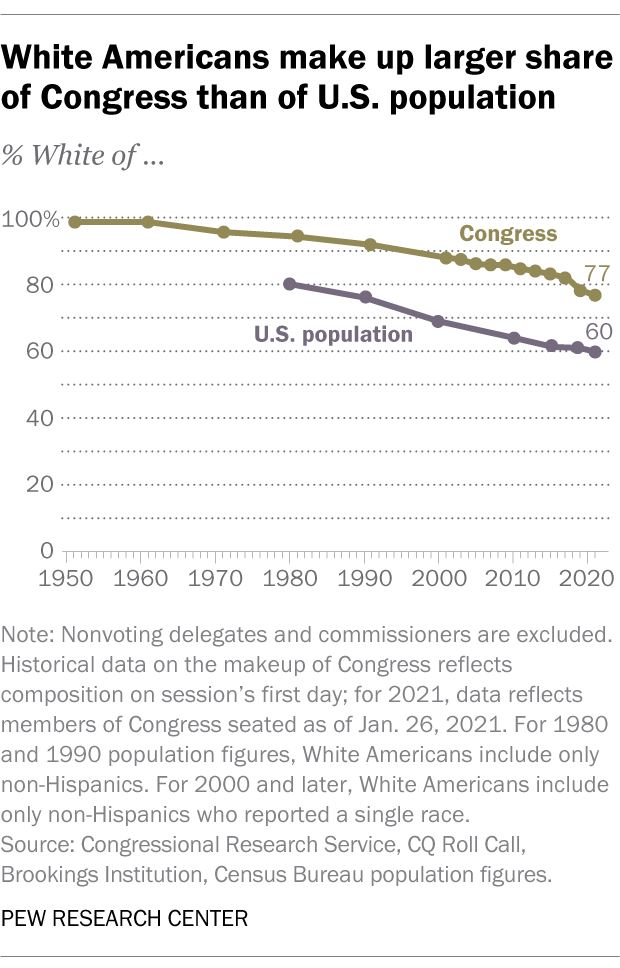 White Americans make up larger share
of Congress than of U.S. population
% White of ...
100%
Congress
77
80
U.S. population
60
60
40
20
0
1950 1960 1970 1980 1990 2000 2010 2020
Note: Nonvoting delegates and commissioners are excluded.
Historical data on the makeup of Congress reflects
composition on session's first day; for 2021, data reflects
members of Congress seated as of Jan. 26, 2021. For 1980
and 1990 population figures, White Americans include only
non-Hispanics. For 2000 and later, White Americans include
only non-Hispanics who reported a single race.
Source: Congressional Research Service, CQ Roll Call,
Brookings Institution, Census Bureau population figures.
PEW RESEARCH CENTER